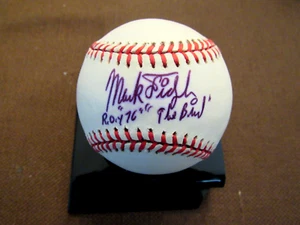 Mark Fidrych
"R.O.Y 76" "The Bird"